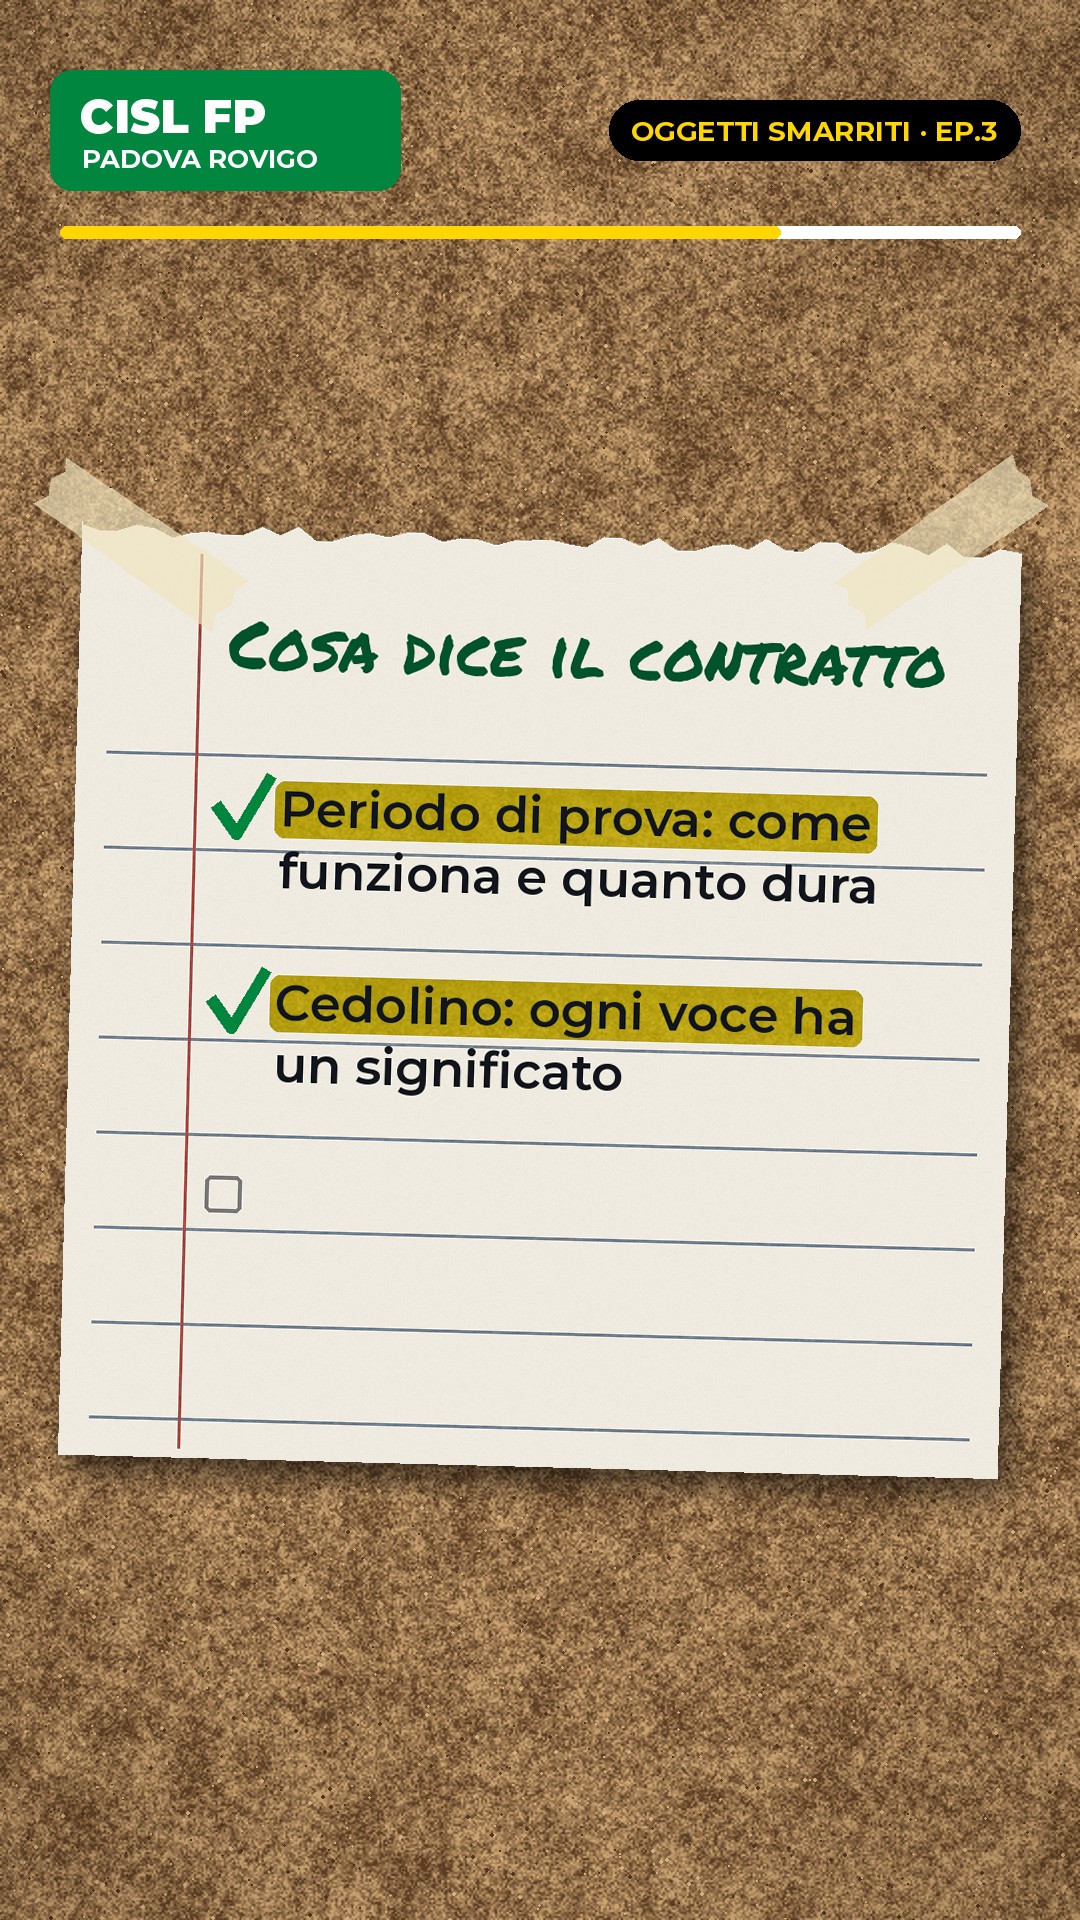 CISL FP
PADOVA ROVIGO
OGGETTI SMARRITI · EP.3
COSA DICE IL CONTRATTO
Periodo di prova: come
funziona e quanto dura
Cedolino: ogni voce ha
un significato